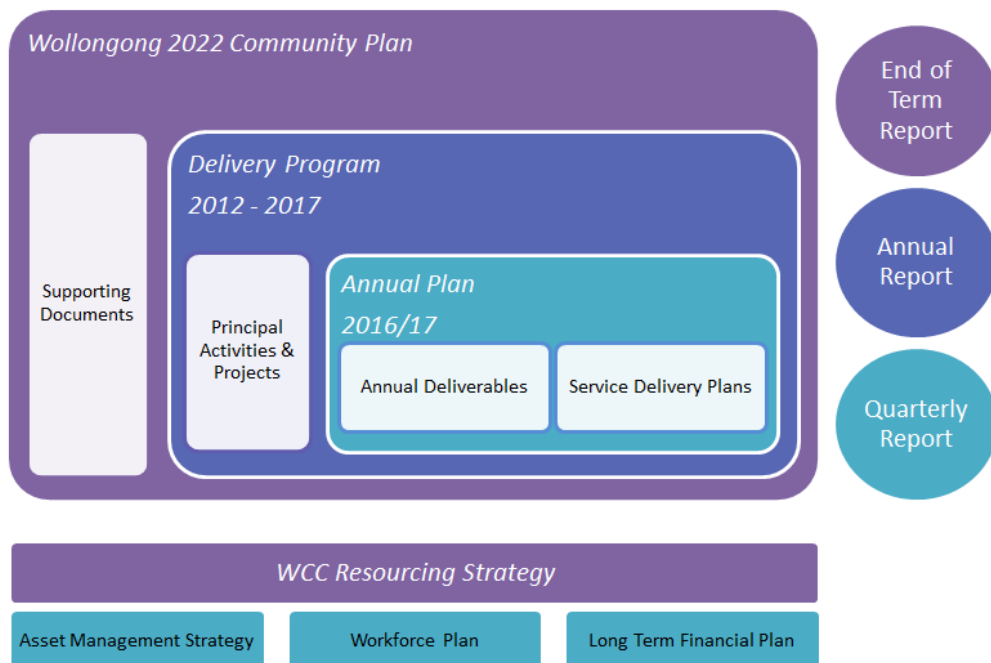 Wollongong 2022 Community Plan
End of
Term
Report
Delivery Program
2012 - 2017
Supporting
Documents
Principal
Activities &
Projects
Annual Plan
2016/17
Annual Deliverables
Service Delivery Plans
Annual
Report
Quarterly
Report
WCC Resourcing Strategy
Asset Management Strategy
Workforce Plan
Long Term Financial Plan